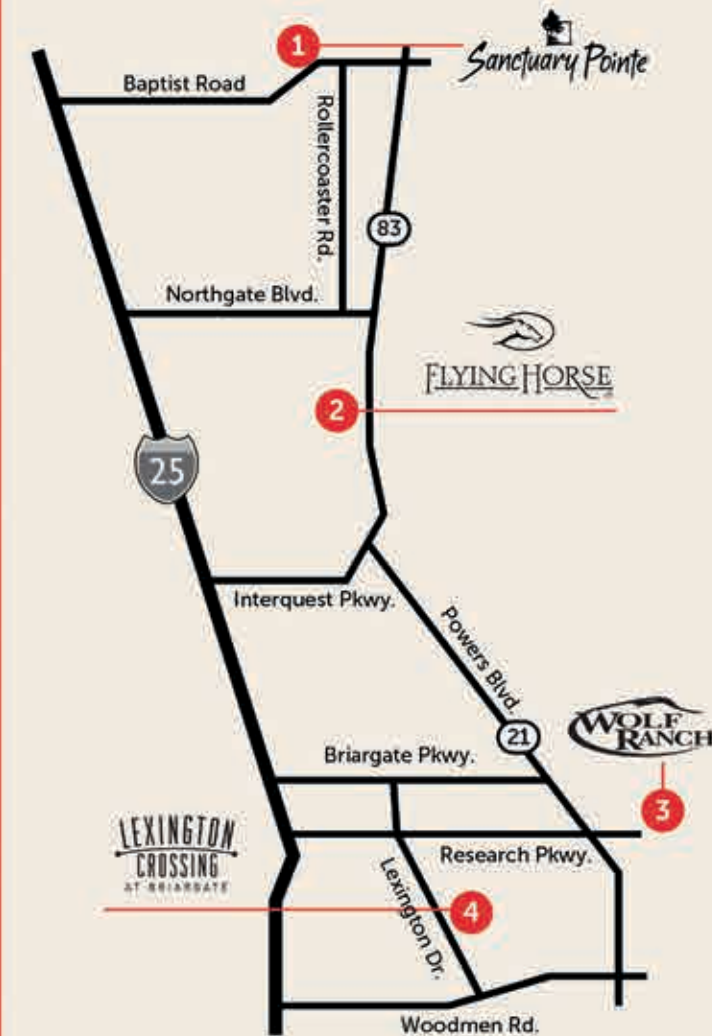 1
Sanctuary Pointe
Baptist Road
Rollercoaster Rd.
83
Northgate Blvd.
FLYING HORSE
2
25
Interquest Pkwy.
Powers Blvd.
21
WOLF
RANCH
Briargate Pkwy.
3
LEXINGTON
CROSSING
AT BRIARGATE
Research Pkwy.
Lexington Dr.
4
Woodmen Rd.